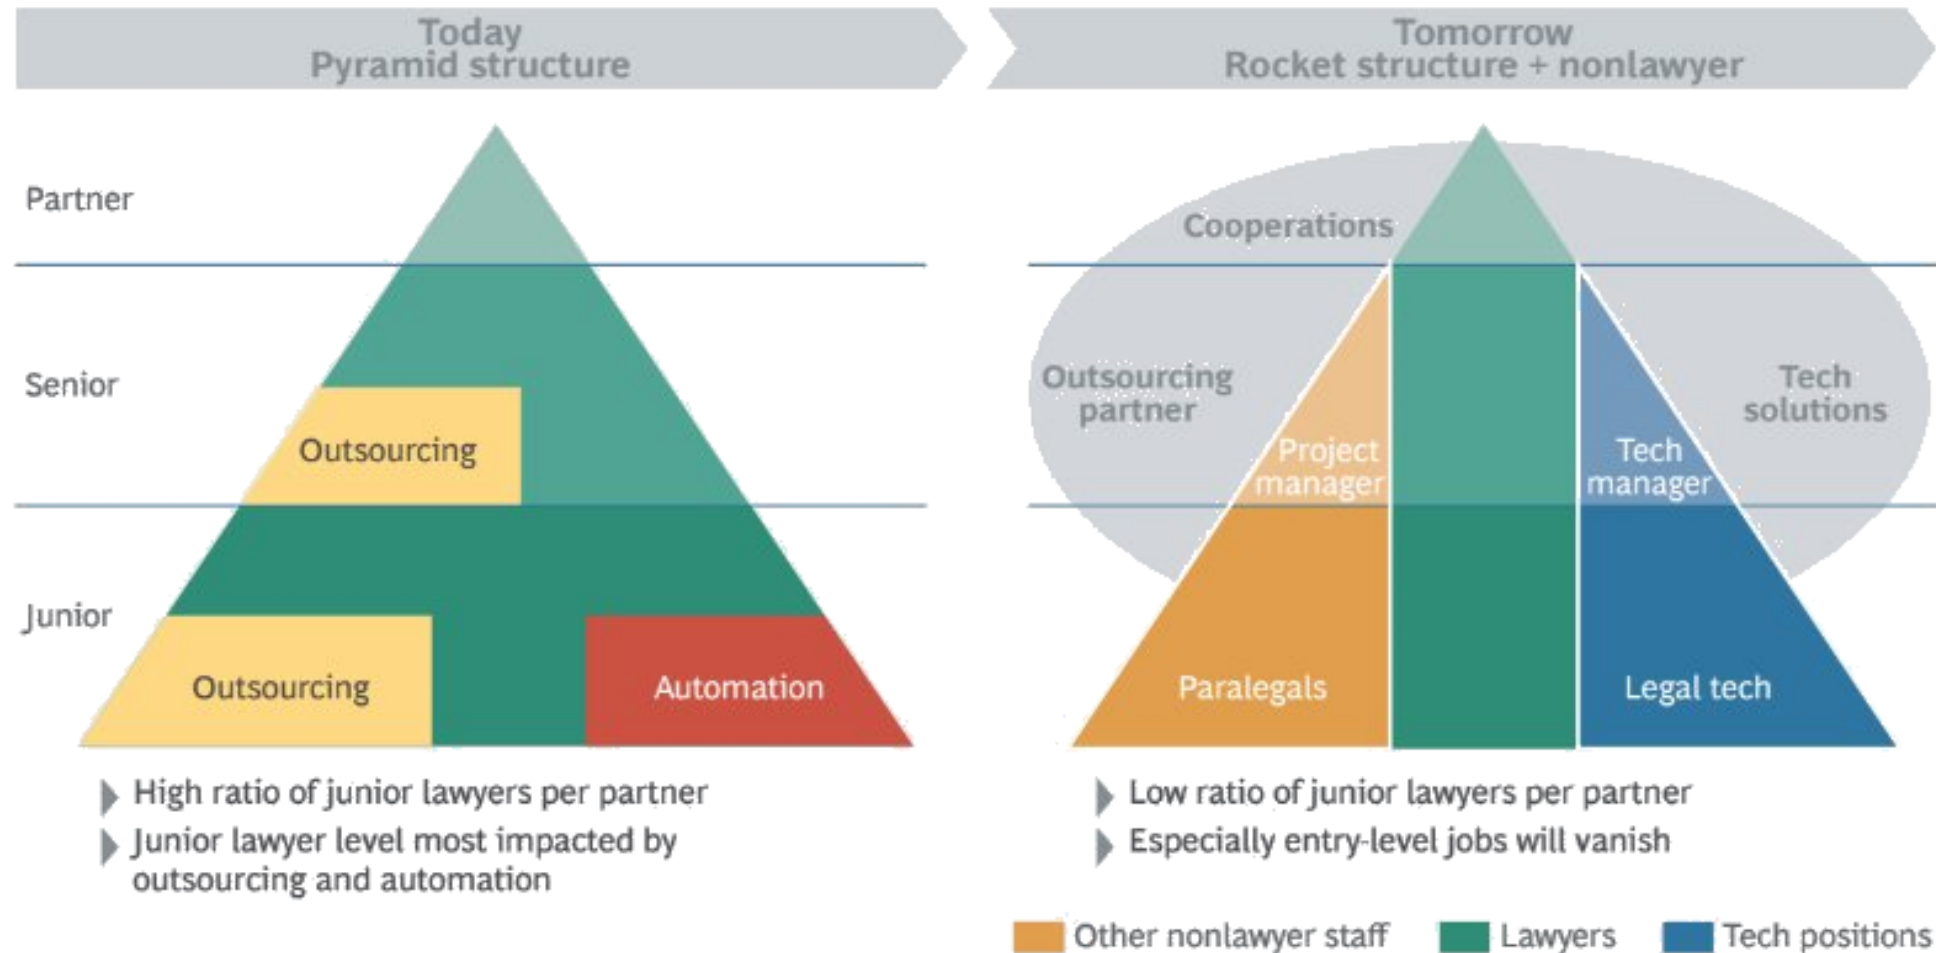 Today
Pyramid structure
Tomorrow
Rocket structure + nonlawyer
Partner
Senior
Junior
Outsourcing
Outsourcing
Automation
Cooperations
Outsourcing
partner
Tech
solutions
Project
manager
Tech
manager
Paralegals
Legal tech
High ratio of junior lawyers per partner
Junior lawyer level most impacted by
outsourcing and automation
Low ratio of junior lawyers per partner
Especially entry-level jobs will vanish
Other nonlawyer staff
Lawyers
Tech positions